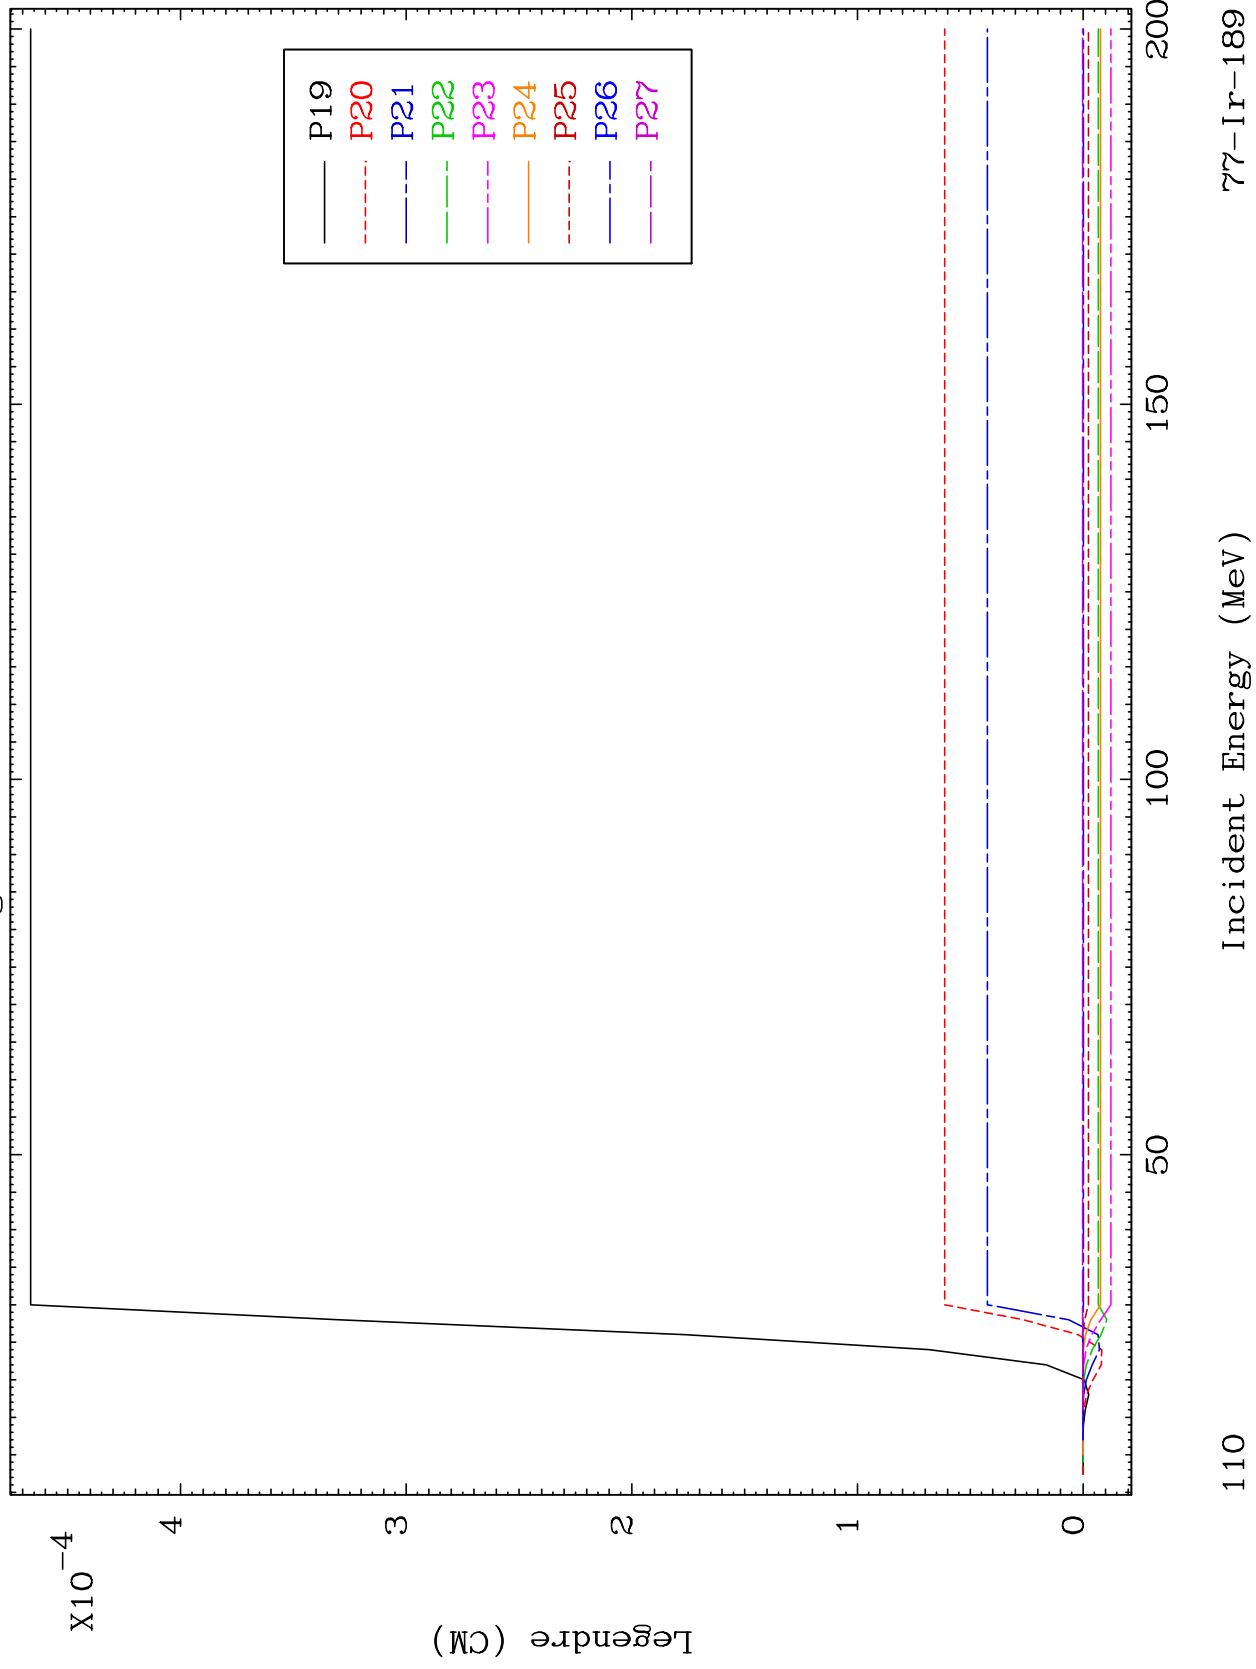 X10-4
Legendre (CM)
4
3
2
1
0
P19
P20
P21
P22
P23
P24
P25
P26
P27
50
100
150
200
110
Incident Energy (MeV)
77-Ir-189